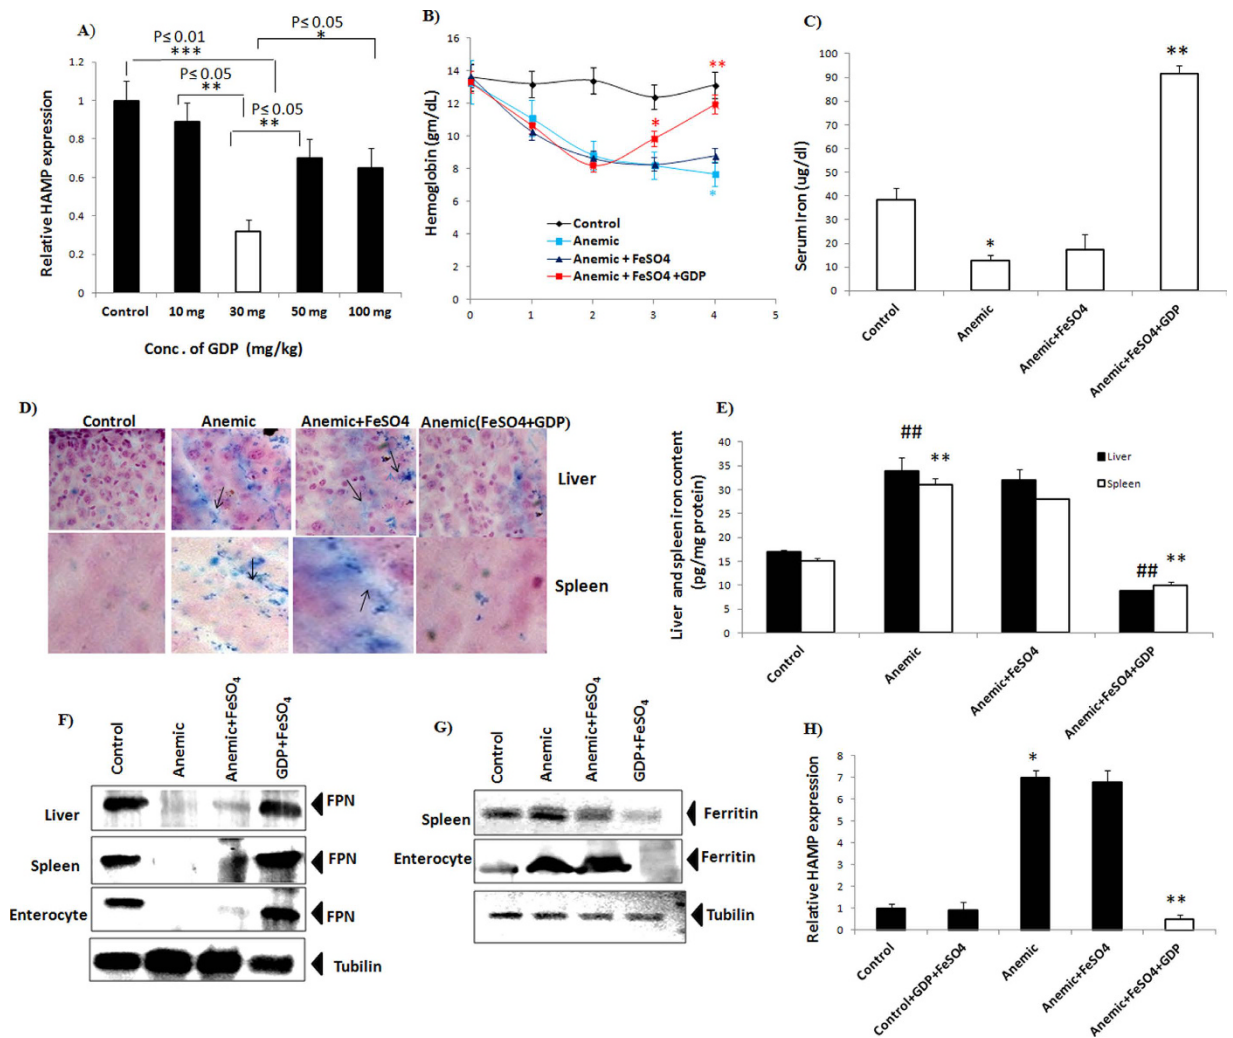 A)
P≤ 0.01
***
P≤ 0.05
*
P≤ 0.05
**
P≤ 0.05
**
Relative HAMP expression
1.2
1
0.8
0.6
0.4
0.2
0
Control 10 mg 30 mg 50 mg 100 mg
Conc . of GDP (mg/kg)
B)
Hemoglobin (gm/dL)
16
14
12
10
8
6
4
2
0
**
*
*
Control
Anemic
Anemic + FeSO4
Anemic + FeSO4 +GDP
0 1 2 3 4 5
C)
Serum Iron (ug/dl)
100
90
80
70
60
50
40
30
20
10
0
*
**
Control
Anemic
Anemic+FeSO4
Anemic+FeSO4+GDP
D)
Control Anemic Anemic+FeSO4 Anemic(FeSO4+GDP)
Liver
Spleen
E)
Liver and spleen iron content
(pg/mg protein)
40
35
30
25
20
15
10
5
0
##
**
##
**
Liver
Spleen
Control
Anemic
Anemic+FeSO4
Anemic+FeSO4+GDP
F)
Control
Anemic
Anemic+FeSO4
GDP+FeSO4
Liver FPN
Spleen FPN
Enterocyte FPN
Tubilin
G)
Control
Anemic
Anemic+FeSO4
GDP+FeSO4
Spleen Ferritin
Enterocyte Ferritin
Tubilin
H)
Relative HAMP expression
8
7
6
5
4
3
2
1
0
*
**
Control
Control+GDP+FeSO4
Anemic
Anemic+FeSO4
Anemic+FeSO4+GDP